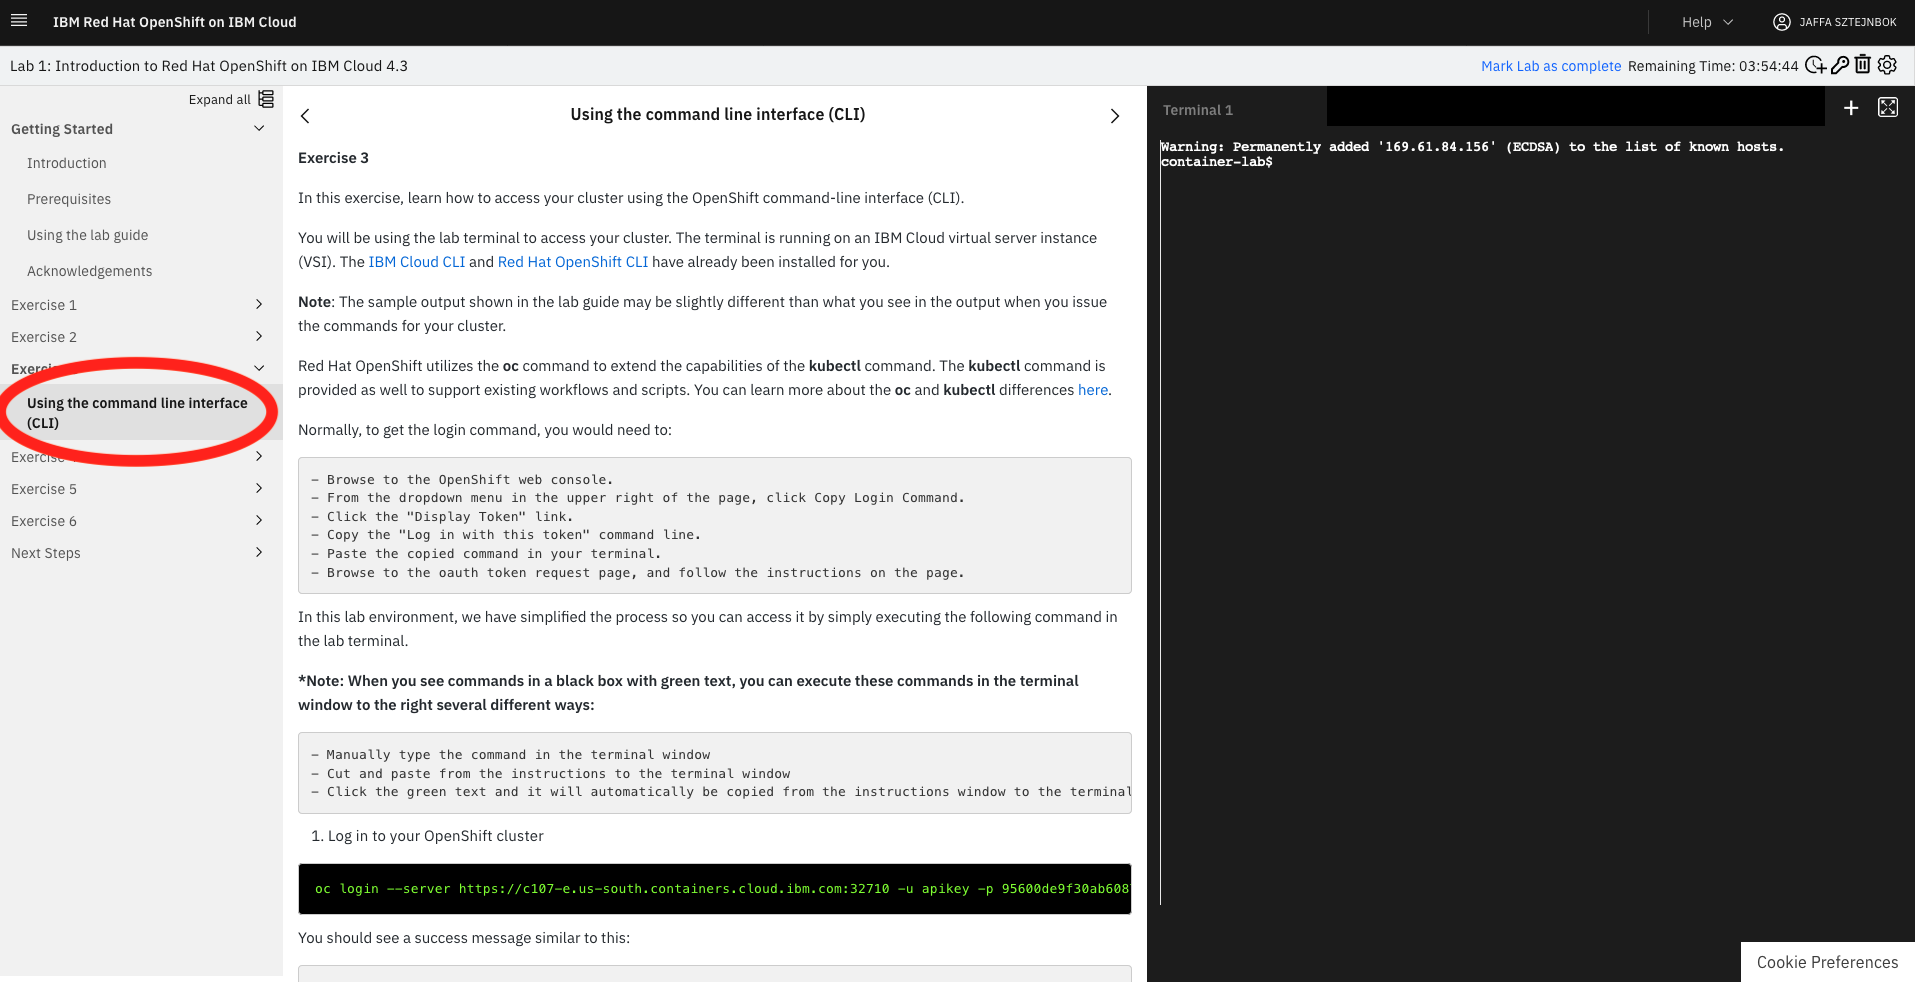 IBM Red Hat OpenShift on IBM Cloud
Help
JAFFA SZTEJNBOK
Lab 1: Introduction to Red Hat OpenShift on IBM Cloud 4.3
Mark Lab as complete Remaining Time: 03:54:44
Expand all
Getting Started
Introduction
Prerequisites
Using the lab guide
Acknowledgements
Exercise 1
Exercise 2
Using the command line interface
(CLI)
Exercise
Exercise 5
Exercise 6
Next Steps
Using the command line interface (CLI)
Exercise 3
In this exercise, learn how to access your cluster using the OpenShift command-line interface (CLI).
You will be using the lab terminal to access your cluster. The terminal is running on an IBM Cloud virtual server instance
(VSI). The IBM Cloud CLI and Red Hat OpenShift CLI have already been installed for you.
Note: The sample output shown in the lab guide may be slightly different than what you see in the output when you issue
the commands for your cluster.
Red Hat OpenShift utilizes the oc command to extend the capabilities of the kubectl command. The kubectl command is
provided as well to support existing workflows and scripts. You can learn more about the oc and kubectl differences here.
Normally, to get the login command, you would need to:
- Browse to the OpenShift web console.
- From the dropdown menu in the upper right of the page, click Copy Login Command.
- Click the "Display Token" link.
- Copy the "Log in with this token" command line.
- Paste the copied command in your terminal.
- Browse to the oauth token request page, and follow the instructions on the page.
In this lab environment, we have simplified the process so you can access it by simply executing the following command in
the lab terminal.
*Note: When you see commands in a black box with green text, you can execute these commands in the terminal
window to the right several different ways:
- Manually type the command in the terminal window
- Cut and paste from the instructions to the terminal window
- Click the green text and it will automatically be copied from the instructions window to the terminal
1. Log in to your OpenShift cluster
oc login --server https://c107-e.us-south.containers.cloud.ibm.com:32710 -u apikey -p 95600de9f30ab608
You should see a success message similar to this:
Terminal 1
Warning: Permanently added '169.61.84.156' (ECDSA) to the list of known hosts.
container-lab$
Cookie Preferences